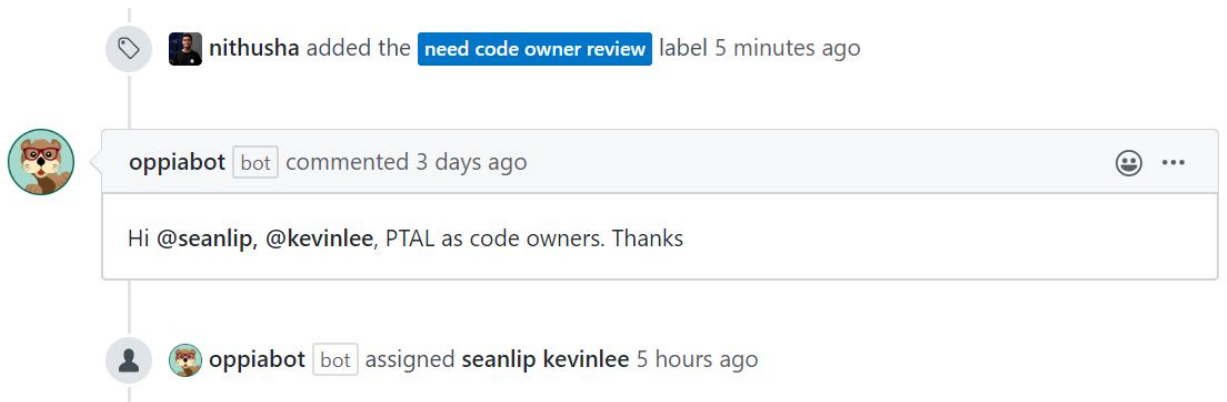 nithusha added the need code owner review label 5 minutes ago
oppiabot bot commented 3 days ago
Hi @seanlip, @kevinlee, PTAL as code owners. Thanks
oppiabot bot assigned seanlip kevinlee 5 hours ago